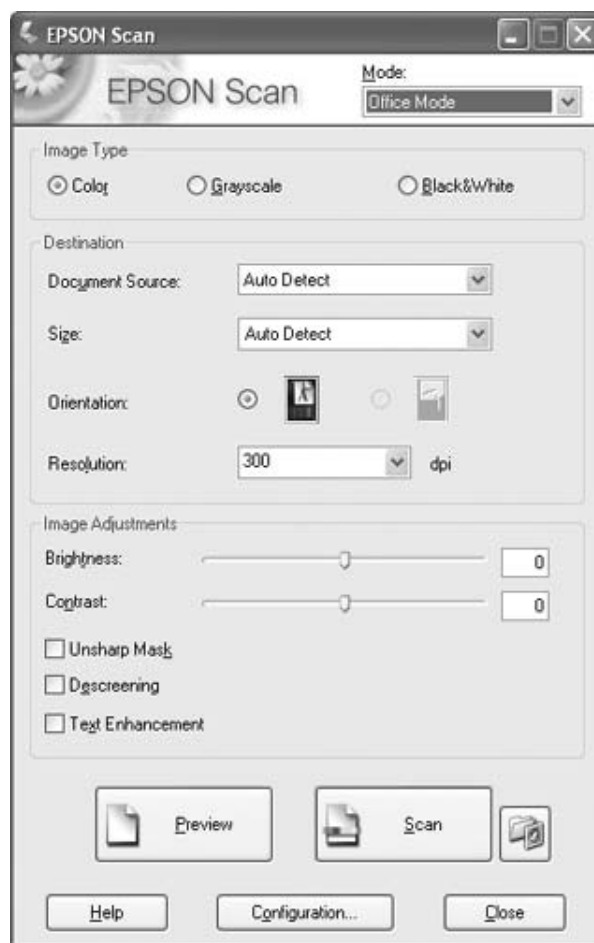 EPSON Scan
EPSON Scan
Mode:
Office Mode
Image Type
Color
Grayscale
Black&White
Destination
Document Source:
Auto Detect
Size:
Auto Detect
Orientation:
Resolution:
300
dpi
Image Adjustments
Brightness:
0
Contrast:
0
Unsharp Mask
Descreening
Text Enhancement
Preview
Scan
Help
Configuration...
Close